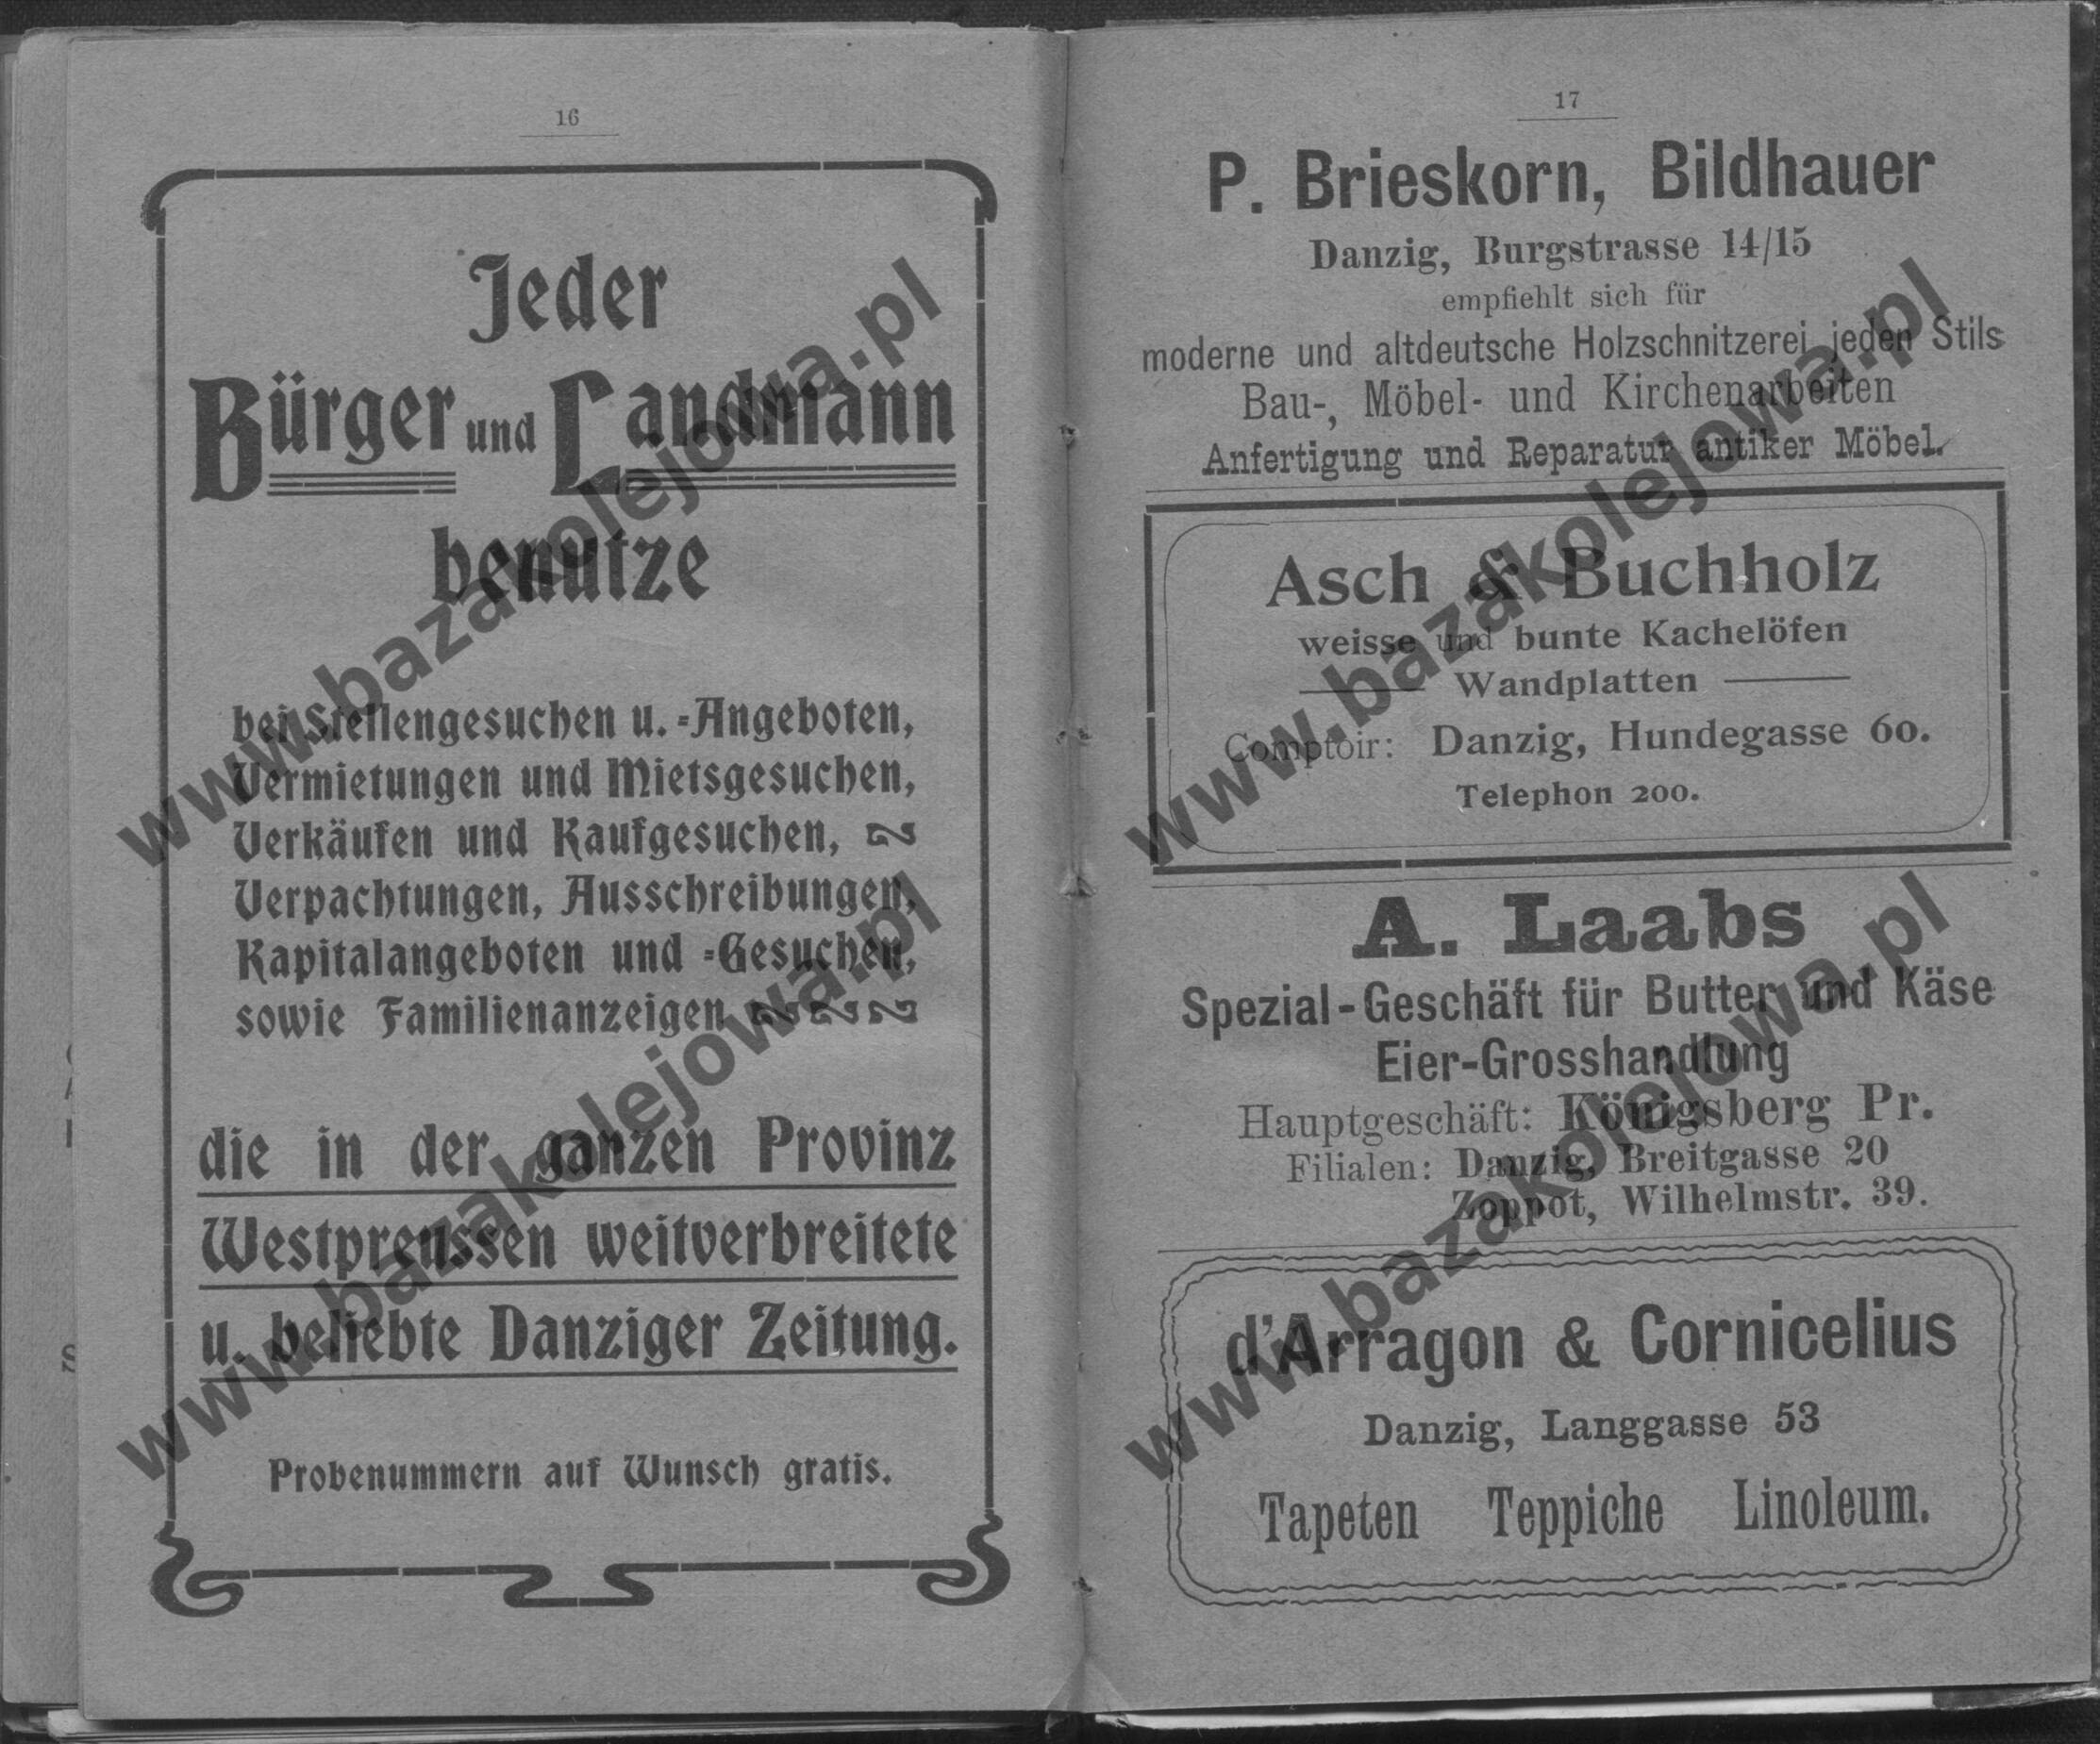 16
Jeder
Bürger und Landmann
benutze
bei Stellengesuchen u. -Angeboten,
Vermietungen und Mietsgesuchen,
Verkäufen und Kaufgesuchen,
Verpachtungen, Ausschreibungen,
Kapitalangeboten und -Gesuchen,
sowie Familienanzeigen
die in der ganzen Provinz
Westpreussen weitverbreitete
u. beliebte Danziger Zeitung.
Probenummern auf Wunsch gratis.
www.bazakolejowa.pl
www.bazakolejowa.pl
17
P. Brieskorn, Bildhauer
Danzig, Burgstrasse 14/15
empfiehlt sich für
moderne und altdeutsche Holzschnitzerei jeden Stils
Bau-, Möbel- und Kirchenarbeiten
Anfertigung und Reparatur antiker Möbel.
Asch & Buchholz
weisse und bunte Kachelöfen
Wandplatten
Comptoir: Danzig, Hundegasse 60.
Telephon 200.
A. Laabs
Spezial-Geschäft für Butter und Käse
Eier-Grosshandlung
Hauptgeschäft: Königsberg Pr.
Filialen: Danzig, Breitgasse 20
Zoppot, Wilhelmstr. 39.
d'Arragon & Cornicelius
Danzig, Langgasse 53
Tapeten Teppiche Linoleum.
www.bazakolejowa.pl
www.bazakolejowa.pl